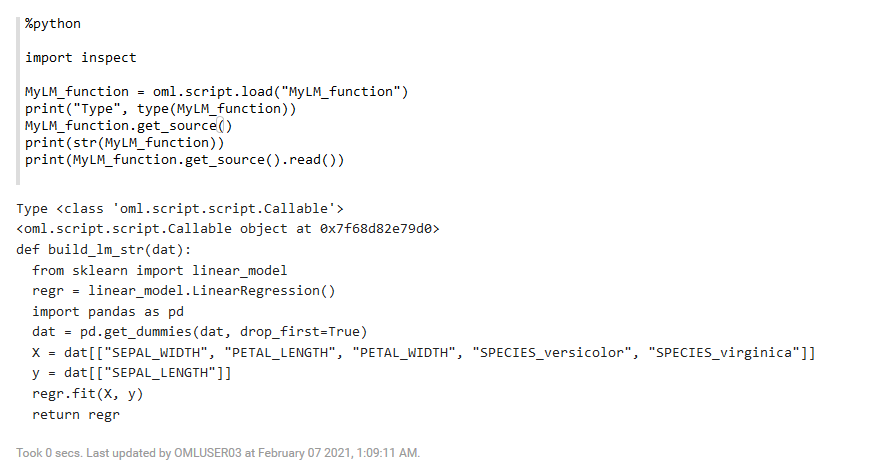 %python
import inspect
MyLM_function = oml.script.load("MyLM_function")
print("Type", type(MyLM_function))
MyLM_function.get_source()
print(str(MyLM_function))
print(MyLM_function.get_source().read())
Type <class 'oml.script.script.Callable'>
<oml.script.script.Callable object at 0x7f68d82e79d0>
def build_lm_str(dat):
  from sklearn import linear_model
  regr = linear_model.LinearRegression()
  import pandas as pd
  dat = pd.get_dummies(dat, drop_first=True)
  X = dat[["SEPAL_WIDTH", "PETAL_LENGTH", "PETAL_WIDTH", "SPECIES_versicolor", "SPECIES_virginica"]]
  y = dat[["SEPAL_LENGTH"]]
  regr.fit(X, y)
  return regr
Took 0 secs. Last updated by OMLUSER03 at February 07 2021, 1:09:11 AM.